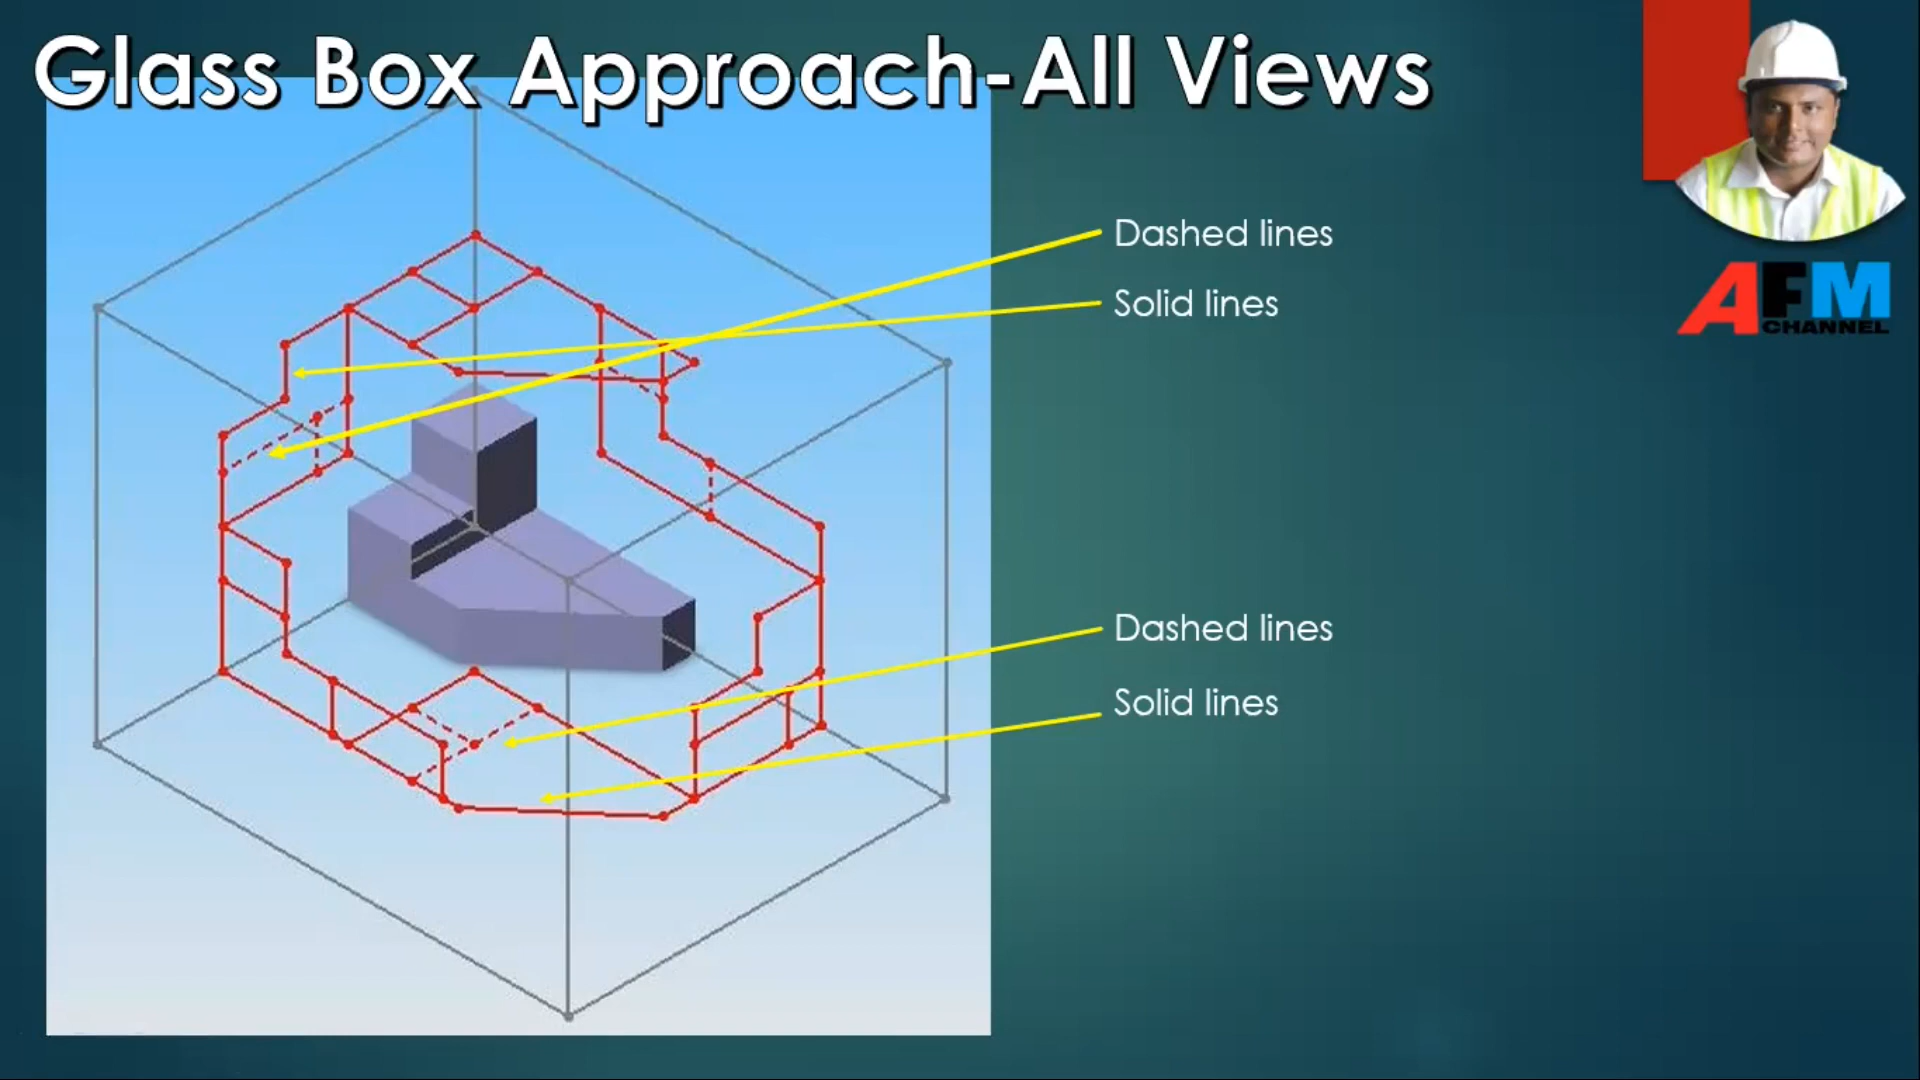 Glass Box Approach-All Views
Dashed lines
Solid lines
AFM
CHANNEL
Dashed lines
Solid lines